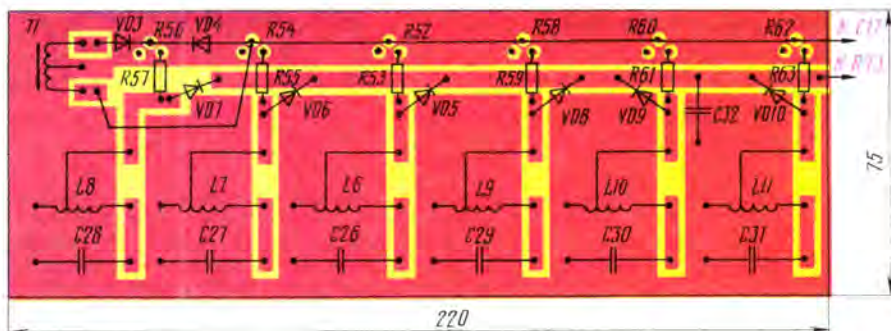 T1 VD3 R56 VD4 R54 R52 R58 R60 R62 К С17
R57 R55 R53 R59 R61 R63 К R73
VD7 VD6 VD5 VD8 VD9 C32 VD10
75
L8 L7 L6 L9 L10 L11
C28 C27 C26 C29 C30 C31
220